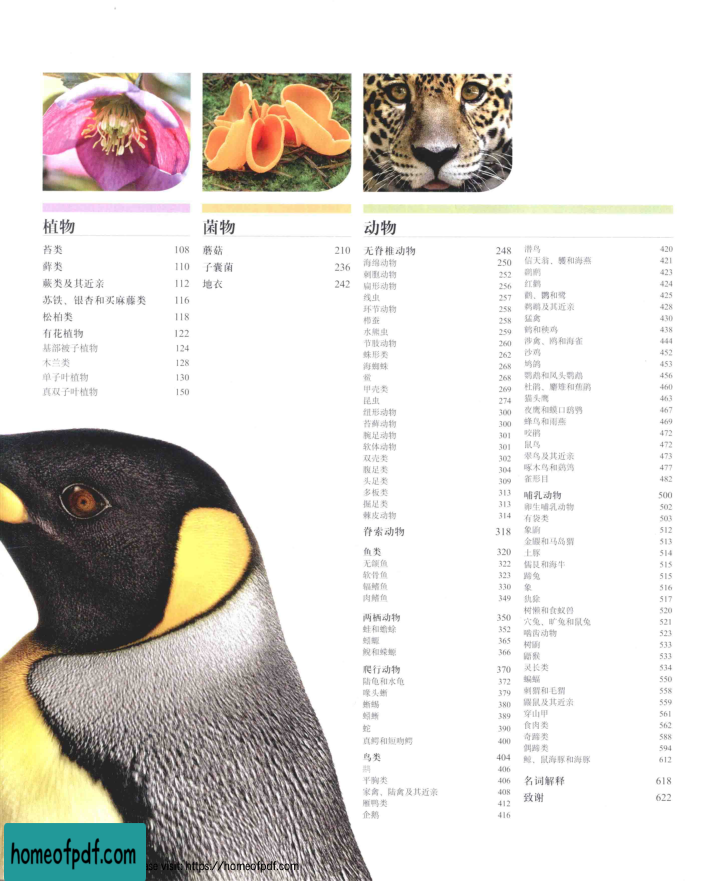 植物
苔类 108
藓类 110
蕨类及其近亲 112
苏铁、银杏和买麻藤类 116
松柏类 118
有花植物 122
基部被子植物 124
木兰类 128
单子叶植物 130
真双子叶植物 150
菌物
蘑菇 210
子囊菌 236
地衣 242
动物
无脊椎动物 248
海绵动物 250
刺胞动物 252
扁形动物 256
线虫 257
环节动物 258
栉蚕 258
水熊虫 259
节肢动物 260
蛛形类 262
海蜘蛛 268
鲎 268
甲壳类 269
昆虫 274
纽形动物 300
苔藓动物 300
腕足动物 301
软体动物 301
双壳类 302
腹足类 304
头足类 309
多板类 313
掘足类 313
棘皮动物 314
脊索动物 318
鱼类 320
无颌鱼 322
软骨鱼 323
辐鳍鱼 330
肉鳍鱼 349
两栖动物 350
蛙和蟾蜍 352
蚓螈 365
鲵和蝾螈 366
爬行动物 370
陆龟和水龟 372
喙头蜥 379
蜥蜴 380
蚓蜥 389
蛇 390
真鳄和短吻鳄 400
鸟类 404
406
平胸类 406
家禽、陆禽及其近亲 408
雁鸭类 412
企鹅 416
潜鸟 420
信天翁、鹱和海燕 421
䴙䴘 423
红鹳 424
鹳、鹮和鹭 425
鹈鹕及其近亲 428
猛禽 430
鹤和秧鸡 438
涉禽、鸥和海雀 444
沙鸡 452
鸠鸽 453
鹦鹉和凤头鹦鹉 456
杜鹃、麝雉和蕉鹃 460
猫头鹰 463
夜鹰和蟆口鸱 467
蜂鸟和雨燕 469
咬鹃 472
鼠鸟 472
翠鸟及其近亲 473
啄木鸟和鵎鵼 477
雀形目 482
哺乳动物 500
卵生哺乳动物 502
有袋类 503
象鼩 512
金鼹和马岛猬 513
土豚 514
儒艮和海牛 515
蹄兔 515
象 516
犰狳 517
树懒和食蚁兽 520
穴兔、旷兔和鼠兔 521
啮齿动物 523
树鼩 533
鼯猴 533
灵长类 534
蝙蝠 550
刺猬和毛猬 558
鼹鼠及其近亲 559
穿山甲 561
食肉类 562
奇蹄类 588
偶蹄类 594
鲸、鼠海豚和海豚 612
名词解释 618
致谢 622
homeofpdf.com
visit https://homeofpdf.com